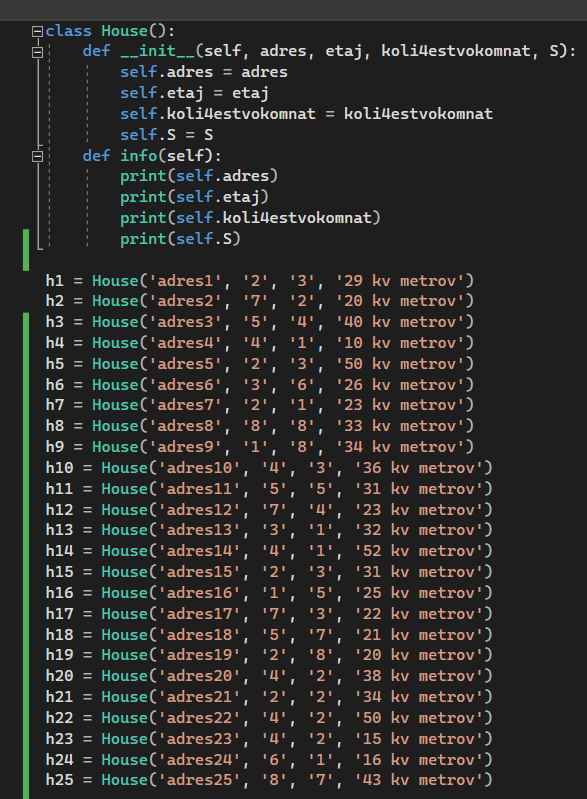 class House():
    def __init__(self, adres, etaj, koli4estvokomnat, S):
        self.adres = adres
        self.etaj = etaj
        self.koli4estvokomnat = koli4estvokomnat
        self.S = S
    def info(self):
        print(self.adres)
        print(self.etaj)
        print(self.koli4estvokomnat)
        print(self.S)

h1 = House('adres1', '2', '3', '29 kv metrov')
h2 = House('adres2', '7', '2', '20 kv metrov')
h3 = House('adres3', '5', '4', '40 kv metrov')
h4 = House('adres4', '4', '1', '10 kv metrov')
h5 = House('adres5', '2', '3', '50 kv metrov')
h6 = House('adres6', '3', '6', '26 kv metrov')
h7 = House('adres7', '2', '1', '23 kv metrov')
h8 = House('adres8', '8', '8', '33 kv metrov')
h9 = House('adres9', '1', '8', '34 kv metrov')
h10 = House('adres10', '4', '3', '36 kv metrov')
h11 = House('adres11', '5', '5', '31 kv metrov')
h12 = House('adres12', '7', '4', '23 kv metrov')
h13 = House('adres13', '3', '1', '32 kv metrov')
h14 = House('adres14', '4', '1', '52 kv metrov')
h15 = House('adres15', '2', '3', '31 kv metrov')
h16 = House('adres16', '1', '5', '25 kv metrov')
h17 = House('adres17', '7', '3', '22 kv metrov')
h18 = House('adres18', '5', '7', '21 kv metrov')
h19 = House('adres19', '2', '8', '20 kv metrov')
h20 = House('adres20', '4', '2', '38 kv metrov')
h21 = House('adres21', '2', '2', '34 kv metrov')
h22 = House('adres22', '4', '2', '50 kv metrov')
h23 = House('adres23', '4', '2', '15 kv metrov')
h24 = House('adres24', '6', '1', '16 kv metrov')
h25 = House('adres25', '8', '7', '43 kv metrov')